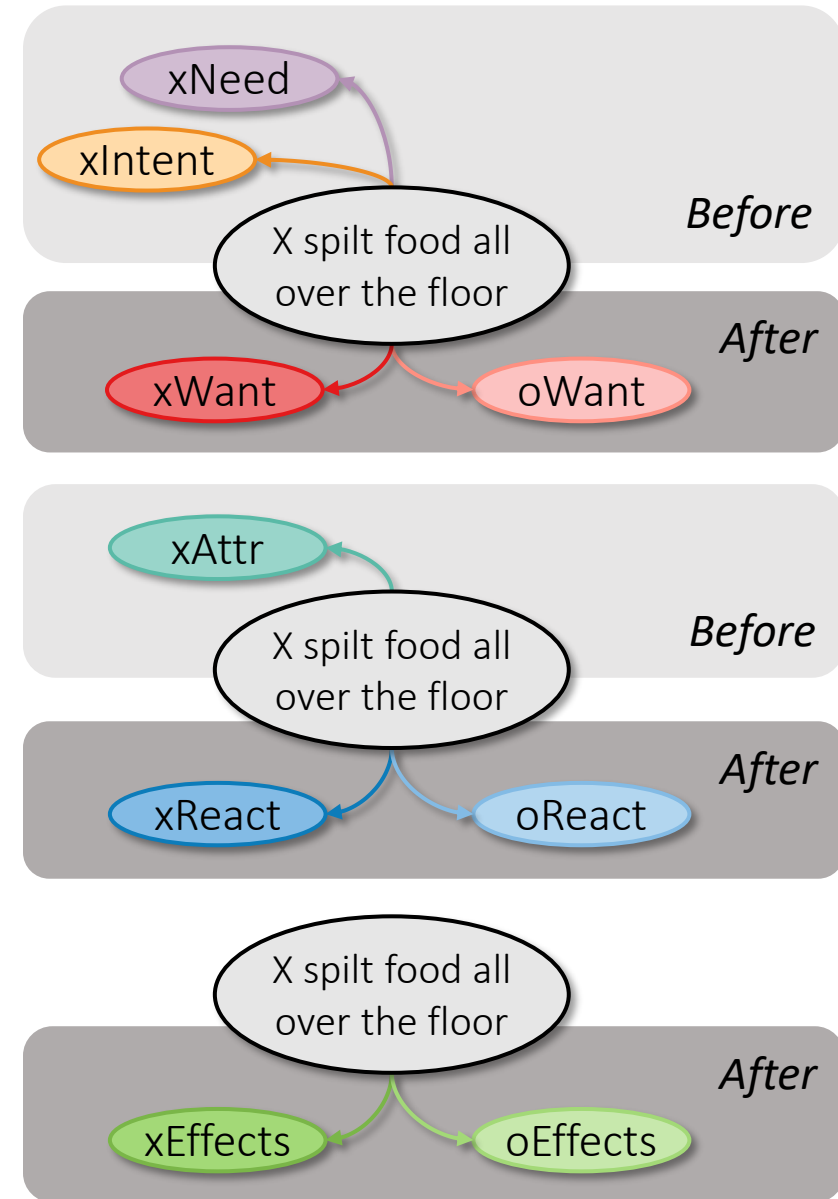 xNeed
xIntent
X spilt food all
over the floor
Before
After
xWant
oWant
xAttr
X spilt food all
over the floor
Before
After
xReact
oReact
X spilt food all
over the floor
After
xEffects
oEffects